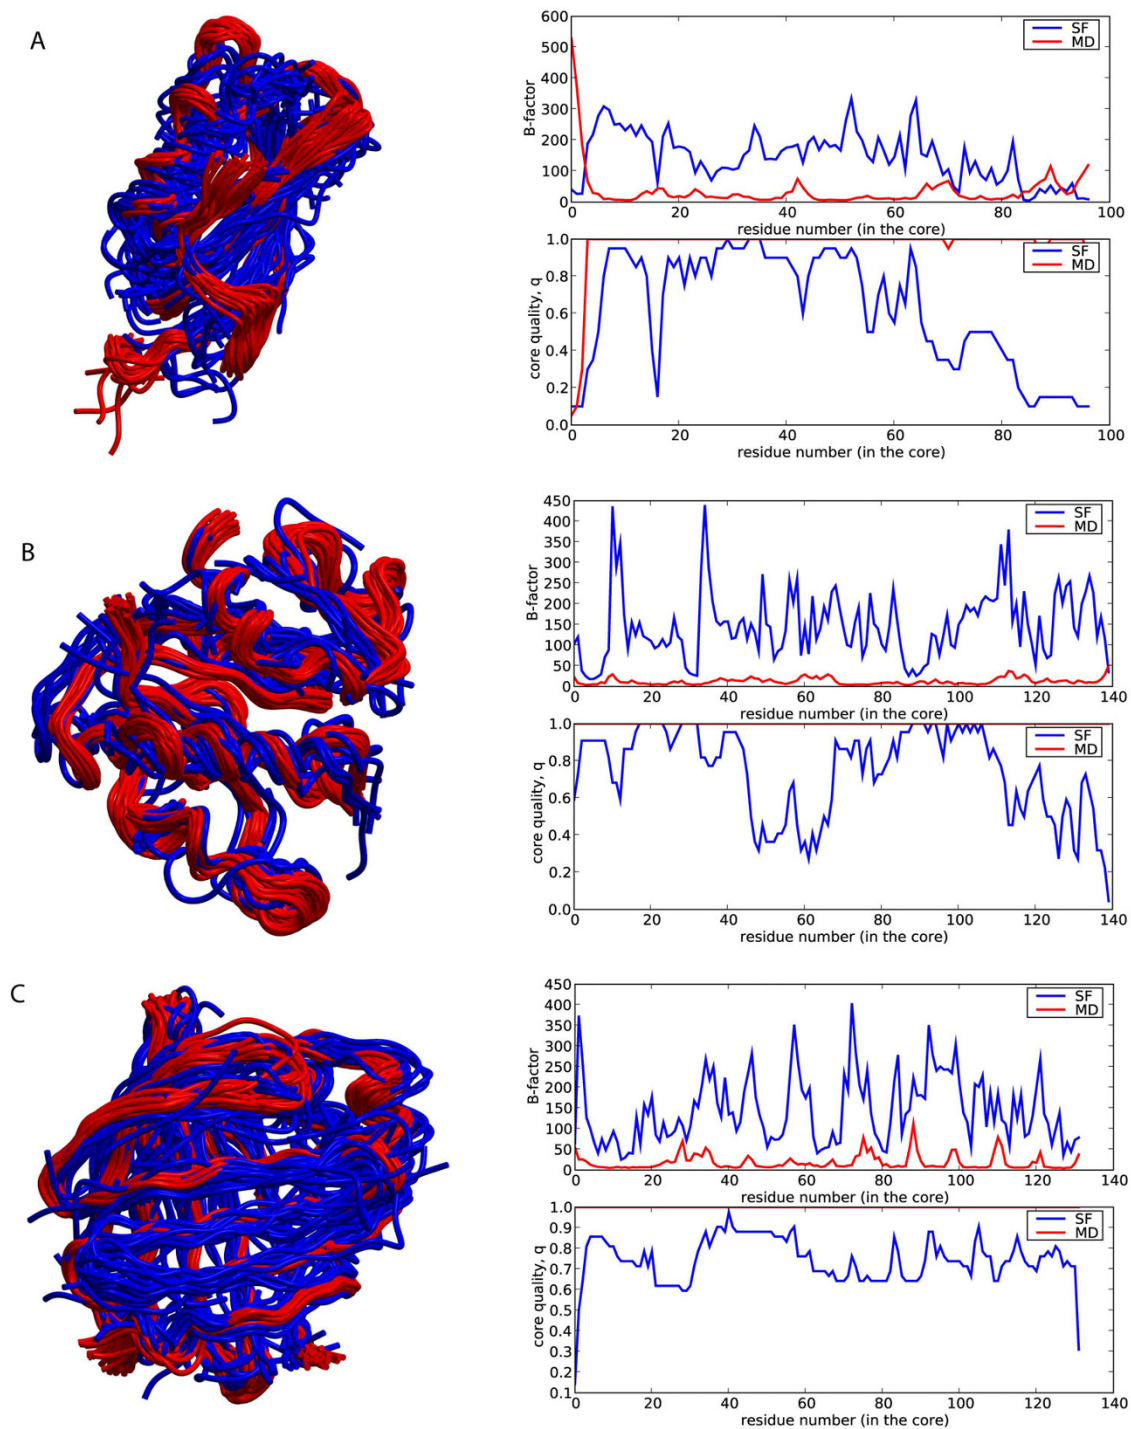 A
600
500
400
300
200
100
0
B-factor
SF
MD
0 20 40 60 80 100
residue number (in the core)
1.0
0.8
0.6
0.4
0.2
0.0
core quality, q
SF
MD
0 20 40 60 80 100
residue number (in the core)
B
450
400
350
300
250
200
150
100
50
0
B-factor
SF
MD
0 20 40 60 80 100 120 140
residue number (in the core)
1.0
0.8
0.6
0.4
0.2
0.0
core quality, q
SF
MD
0 20 40 60 80 100 120 140
residue number (in the core)
C
450
400
350
300
250
200
150
100
50
0
B-factor
SF
MD
0 20 40 60 80 100 120 140
residue number (in the core)
1.0
0.9
0.8
0.7
0.6
0.5
0.4
0.3
0.2
0.1
core quality, q
SF
MD
0 20 40 60 80 100 120 140
residue number (in the core)